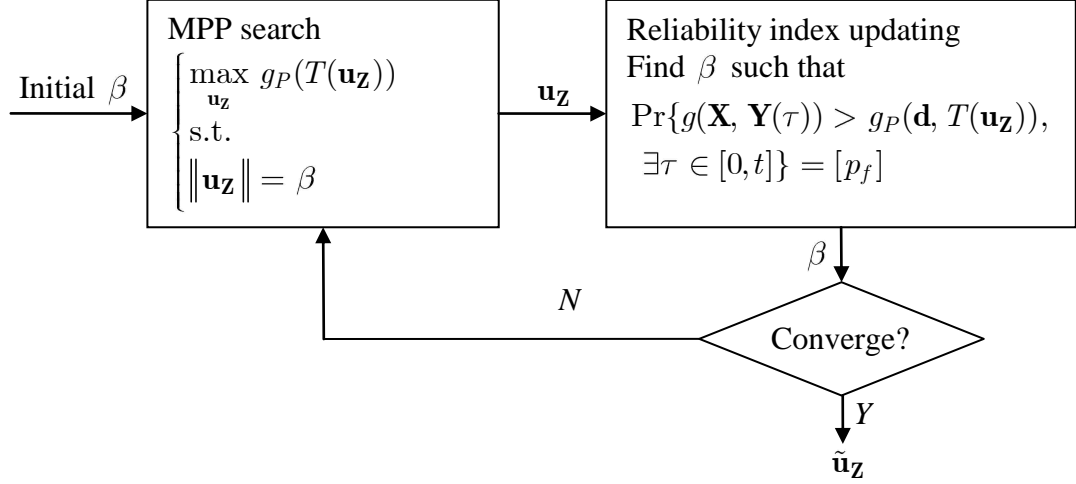 Initial β
MPP search
max g_P(T(u_Z))
u_Z
s.t.
‖u_Z‖ = β
u_Z
Reliability index updating
Find β such that
Pr{g(X, Y(τ)) > g_P(d, T(u_Z)),
∃τ ∈ [0, t]} = [p_f]
β
N
Converge?
Y
ũ_Z